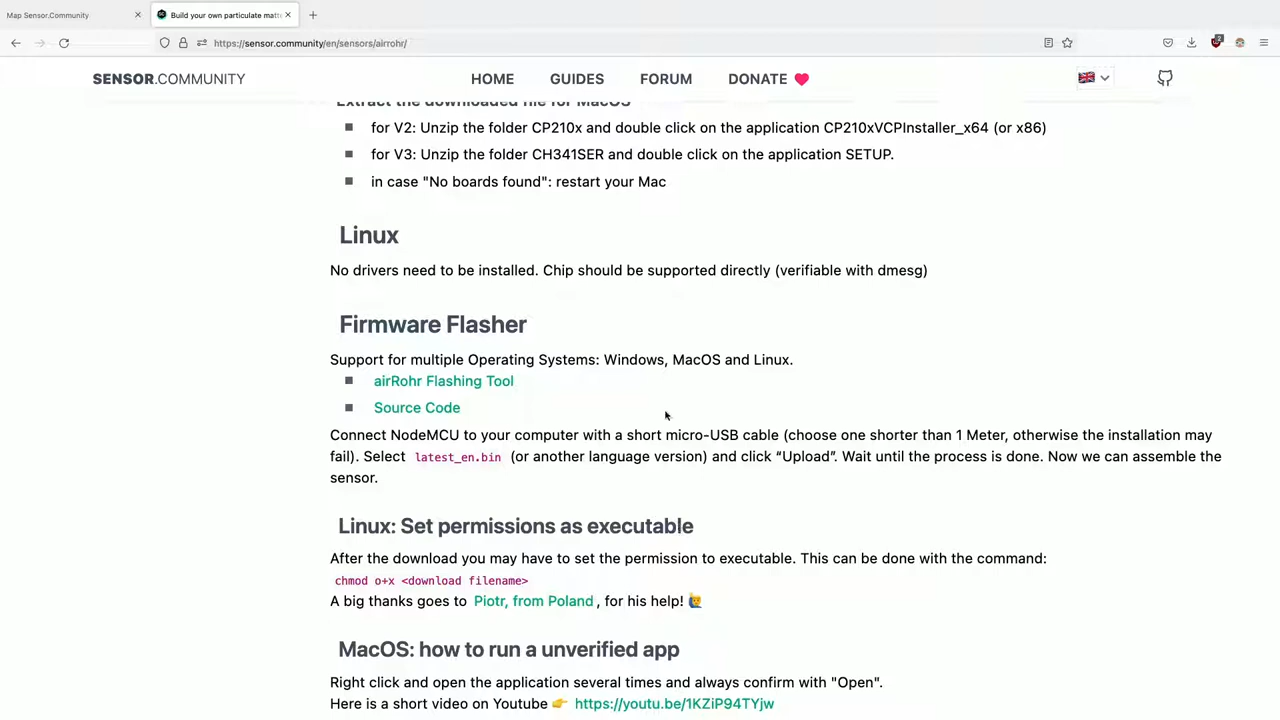 Map Sensor.Community
Build your own particulate matt
https://sensor.community/en/sensors/airrohr/
2
SENSOR.COMMUNITY
HOME GUIDES FORUM DONATE
Extract the downloaded file for MacOS
for V2: Unzip the folder CP210x and double click on the application CP210xVCPInstaller_x64 (or x86)
for V3: Unzip the folder CH341SER and double click on the application SETUP.
in case "No boards found": restart your Mac
Linux
No drivers need to be installed. Chip should be supported directly (verifiable with dmesg)
Firmware Flasher
Support for multiple Operating Systems: Windows, MacOS and Linux.
airRohr Flashing Tool
Source Code
Connect NodeMCU to your computer with a short micro-USB cable (choose one shorter than 1 Meter, otherwise the installation may
fail). Select latest_en.bin (or another language version) and click “Upload”. Wait until the process is done. Now we can assemble the
sensor.
Linux: Set permissions as executable
After the download you may have to set the permission to executable. This can be done with the command:
chmod o+x <download filename>
A big thanks goes to Piotr, from Poland , for his help! 🙋‍♂️
MacOS: how to run a unverified app
Right click and open the application several times and always confirm with "Open".
Here is a short video on Youtube 👉 https://youtu.be/1KZiP94TYjw